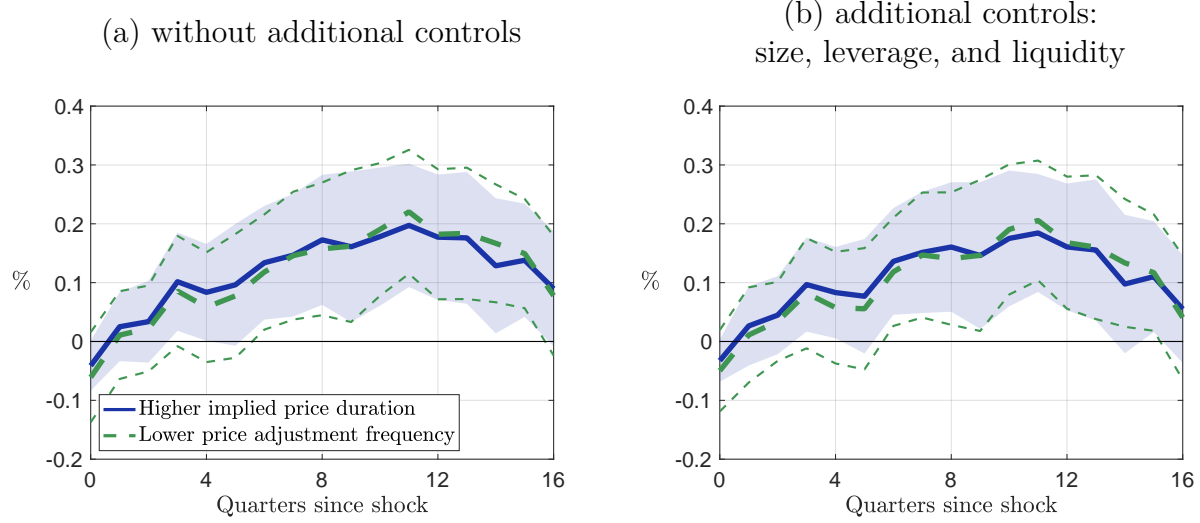 (a) without additional controls
0.4
0.3
0.2
0.1
0
-0.1
-0.2
%
Higher implied price duration
Lower price adjustment frequency
0 4 8 12 16
Quarters since shock
(b) additional controls:
size, leverage, and liquidity
0.4
0.3
0.2
0.1
0
-0.1
-0.2
%
0 4 8 12 16
Quarters since shock